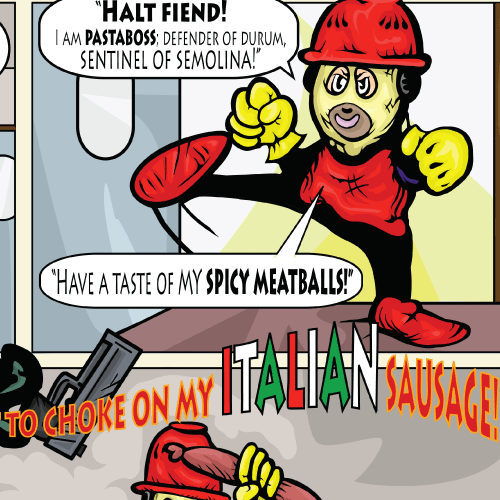 "HALT FIEND!
I AM PASTABOSS; DEFENDER OF DURUM,
SENTINEL OF SEMOLINA!"
"HAVE A TASTE OF MY SPICY MEATBALLS!"
TO CHOKE ON MY ITALIAN SAUSAGE!